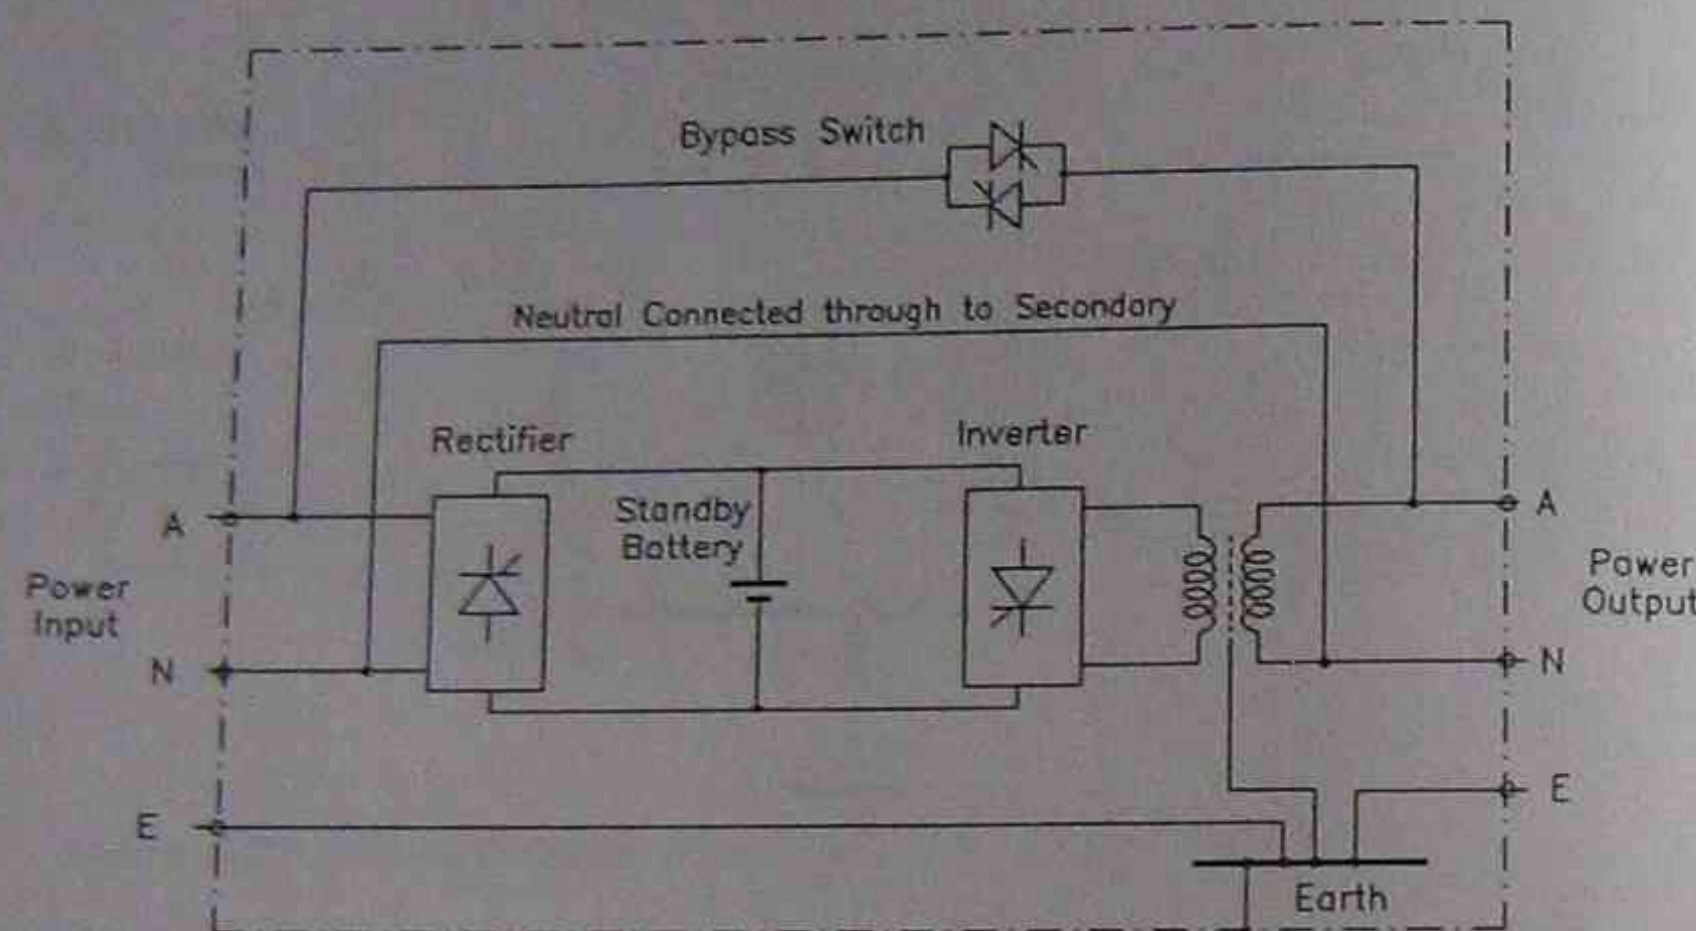 Bypass Switch
Neutral Connected through to Secondary
Rectifier
Inverter
Standby
Battery
A
A
Power
Input
Power
Output
N
N
E
E
Earth